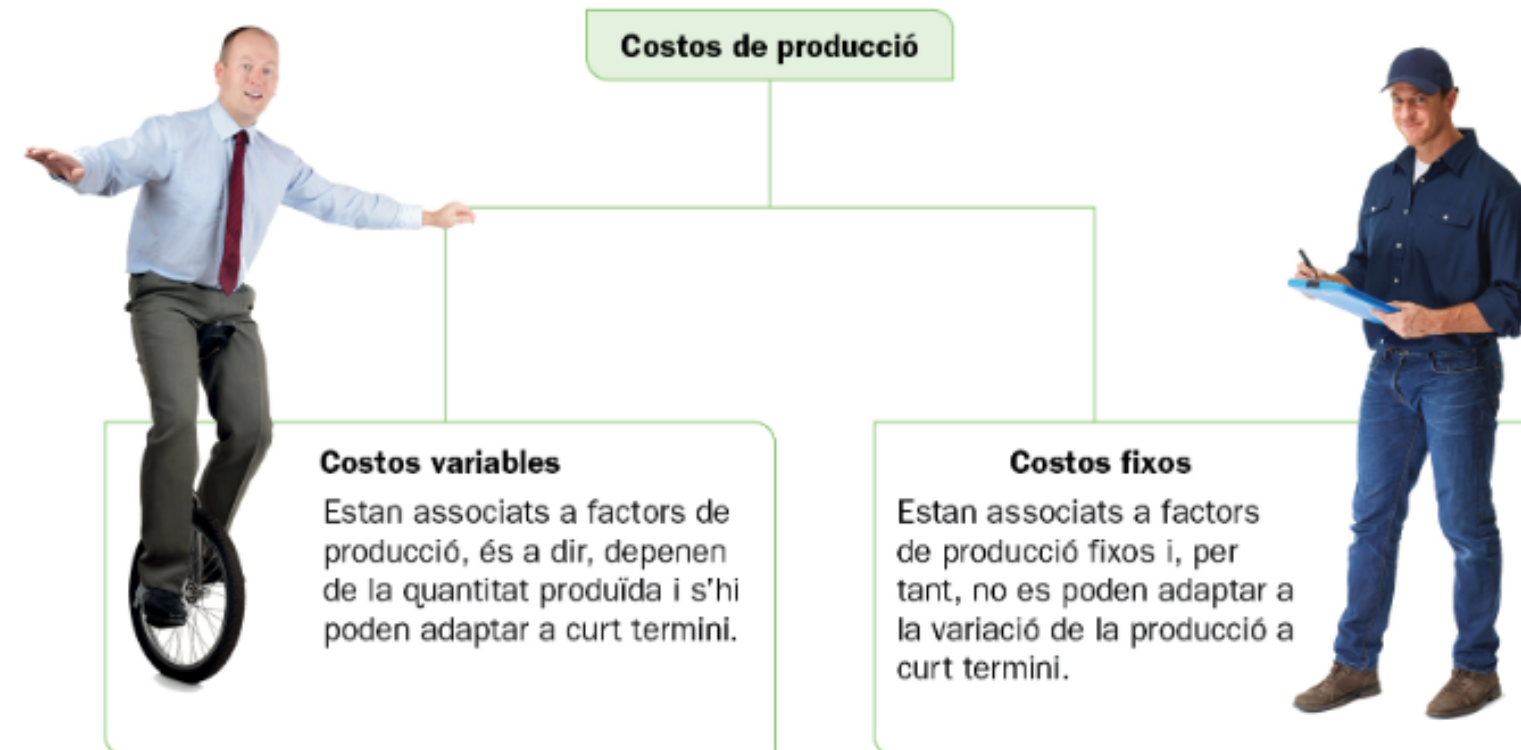 Costos de producció
Costos variables
Estan associats a factors de
producció, és a dir, depenen
de la quantitat produïda i s'hi
poden adaptar a curt termini.
Costos fixos
Estan associats a factors
de producció fixos i, per
tant, no es poden adaptar a
la variació de la producció a
curt termini.